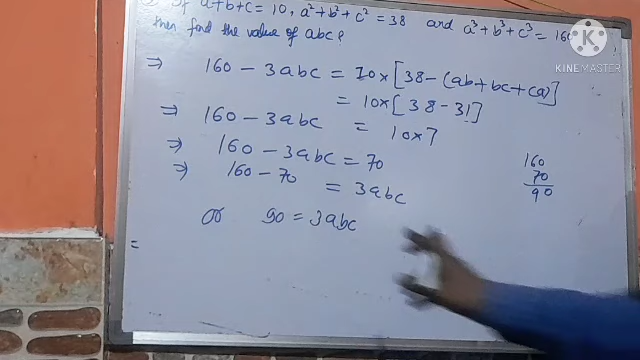 If a+b+c = 10, a²+b²+c² = 38 and a³+b³+c³ = 160
then find the value of abc?
⇒ 160 - 3abc = 10×[38-(ab+bc+ca)]
= 10×[38-31]
⇒ 160 - 3abc = 10×7
⇒ 160 - 3abc = 70
⇒ 160 - 70 = 3abc
or 90 = 3abc
=
160
70
90
KINEMASTER